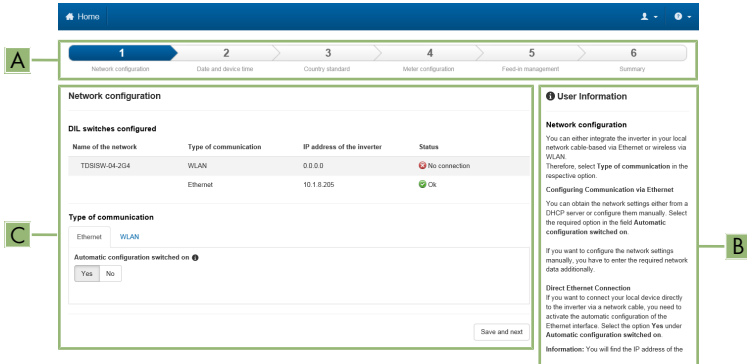 Home
A
1 2 3 4 5 6
Network configuration Date and device time Country standard Meter configuration Feed-in management Summary
C
Network configuration
DIL switches configured
Name of the network Type of communication IP address of the inverter Status
TDSISW-04-2G4 WLAN 0.0.0.0 No connection
Ethernet 10.1.8.205 Ok
Type of communication
Ethernet WLAN
Automatic configuration switched on
Yes No
Save and next
User Information
Network configuration
You can either integrate the inverter in your local
network cable-based via Ethernet or wireless via
WLAN.
Therefore, select Type of communication in the
respective option.
Configuring Communication via Ethernet
You can obtain the network settings either from a
DHCP server or configure them manually. Select
the required option in the field Automatic
configuration switched on.
If you want to configure the network settings
manually, you have to enter the required network
data additionally.
Direct Ethernet Connection
If you want to connect your local device directly
to the inverter via a network cable, you need to
activate the automatic configuration of the
Ethernet interface. Select the option Yes under
Automatic configuration switched on.
Information: You will find the IP address of the
B